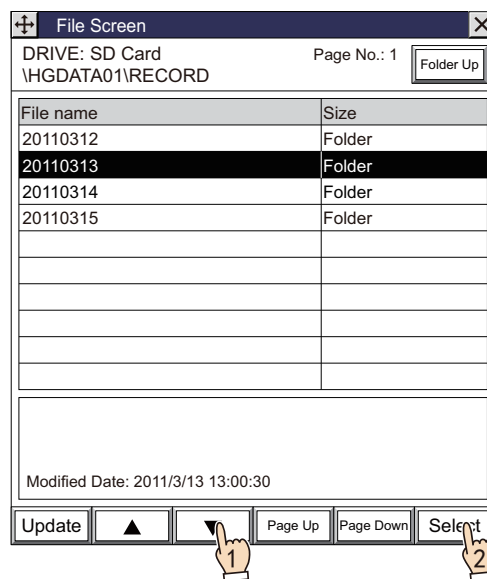 File Screen
DRIVE: SD Card Page No.: 1 Folder Up
\HGDATA01\RECORD
File name Size
20110312 Folder
20110313 Folder
20110314 Folder
20110315 Folder
Modified Date: 2011/3/13 13:00:30
Update ▲ ▼ Page Up Page Down Select
1 2